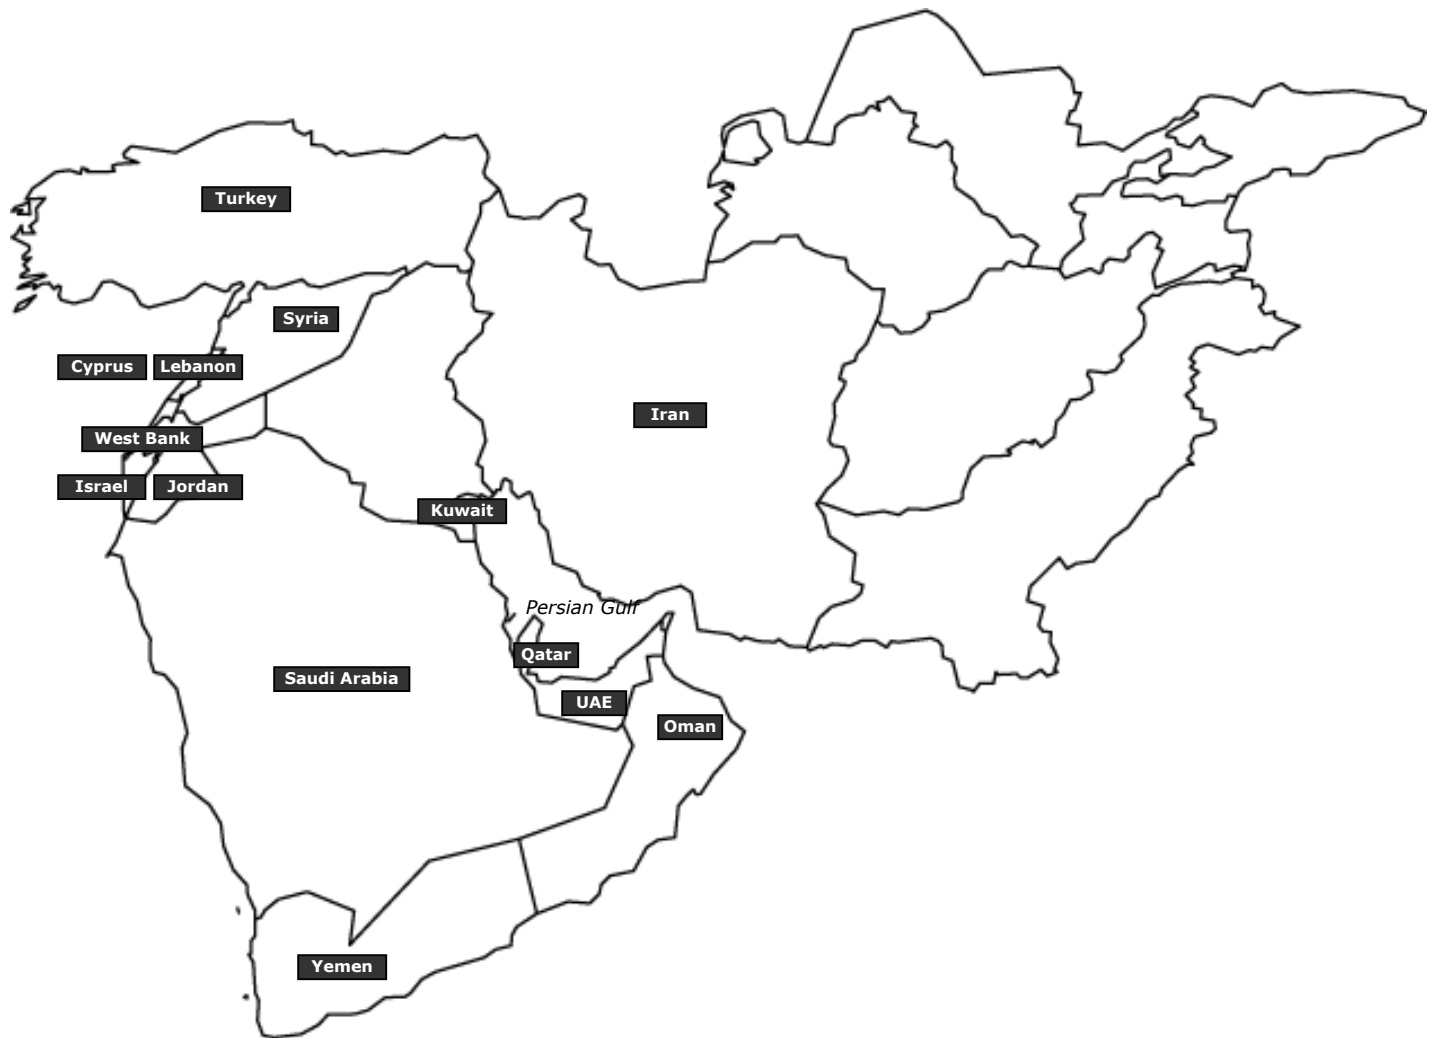 Turkey
Syria
Cyprus
Lebanon
Iran
West Bank
Israel
Jordan
Kuwait
Persian Gulf
Qatar
Saudi Arabia
UAE
Oman
Yemen